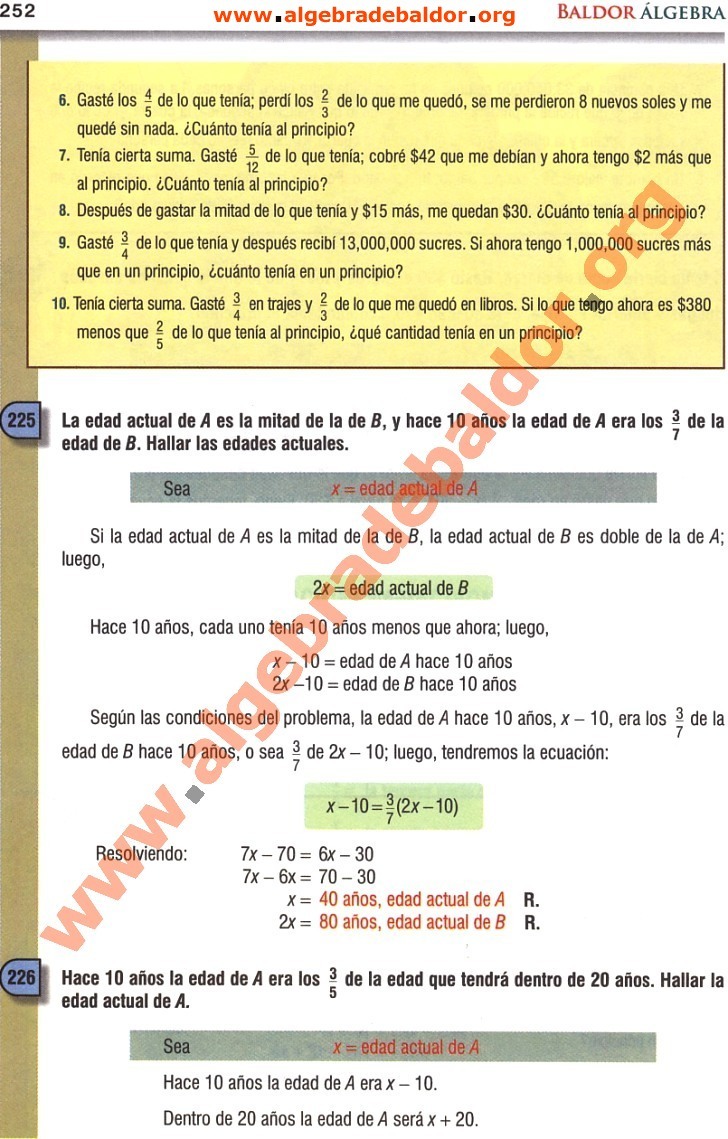 252 www.algebradebaldor.org BALDOR ÁLGEBRA
6. Gasté los 4/5 de lo que tenía; perdí los 2/3 de lo que me quedó, se me perdieron 8 nuevos soles y me
quedé sin nada. ¿Cuánto tenía al principio?
7. Tenía cierta suma. Gasté 5/12 de lo que tenía; cobré $42 que me debían y ahora tengo $2 más que
al principio. ¿Cuánto tenía al principio?
8. Después de gastar la mitad de lo que tenía y $15 más, me quedan $30. ¿Cuánto tenía al principio?
9. Gasté 3/4 de lo que tenía y después recibí 13,000,000 sucres. Si ahora tengo 1,000,000 sucres más
que en un principio, ¿cuánto tenía en un principio?
10. Tenía cierta suma. Gasté 3/4 en trajes y 2/3 de lo que me quedó en libros. Si lo que tengo ahora es $380
menos que 2/5 de lo que tenía al principio, ¿qué cantidad tenía en un principio?
225 La edad actual de A es la mitad de la de B, y hace 10 años la edad de A era los 3/7 de la
edad de B. Hallar las edades actuales.
Sea x = edad actual de A
Si la edad actual de A es la mitad de la de B, la edad actual de B es doble de la de A;
luego,
2x = edad actual de B
Hace 10 años, cada uno tenía 10 años menos que ahora; luego,
x – 10 = edad de A hace 10 años
2x –10 = edad de B hace 10 años
Según las condiciones del problema, la edad de A hace 10 años, x – 10, era los 3/7 de la
edad de B hace 10 años, o sea 3/7 de 2x – 10; luego, tendremos la ecuación:
x – 10 = 3/7 (2x – 10)
Resolviendo: 7x – 70 = 6x – 30
7x – 6x = 70 – 30
x = 40 años, edad actual de A R.
2x = 80 años, edad actual de B R.
226 Hace 10 años la edad de A era los 3/5 de la edad que tendrá dentro de 20 años. Hallar la
edad actual de A.
Sea x = edad actual de A
Hace 10 años la edad de A era x – 10.
Dentro de 20 años la edad de A será x + 20.
www.algebradebaldor.org